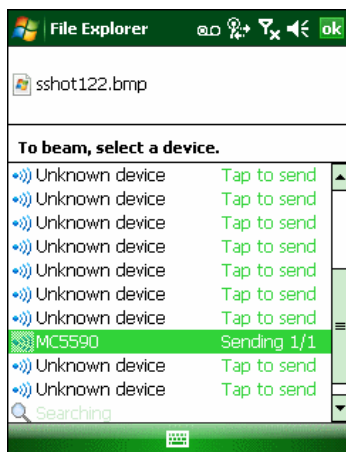 File Explorer ok
sshot122.bmp
To beam, select a device.
Unknown device Tap to send
Unknown device Tap to send
Unknown device Tap to send
Unknown device Tap to send
Unknown device Tap to send
Unknown device Tap to send
Unknown device Tap to send
MC5590 Sending 1/1
Unknown device Tap to send
Unknown device Tap to send
Searching